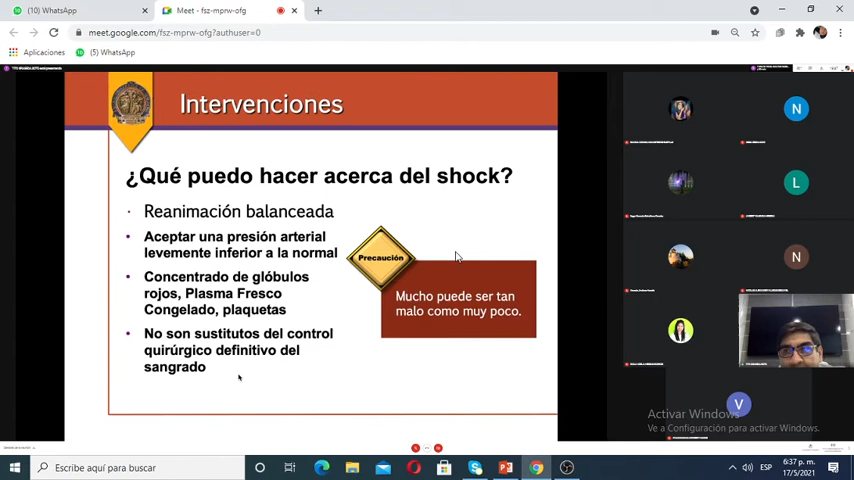 (10) WhatsApp
Meet - fsz-mprw-ofg
meet.google.com/fsz-mprw-ofg?authuser=0
Aplicaciones
(5) WhatsApp
Intervenciones
¿Qué puedo hacer acerca del shock?
· Reanimación balanceada
• Aceptar una presión arterial
levemente inferior a la normal
• Concentrado de glóbulos
rojos, Plasma Fresco
Congelado, plaquetas
• No son sustitutos del control
quirúrgico definitivo del
sangrado
Precaución
Mucho puede ser tan
malo como muy poco.
N
L
N
V
Activar Windows
Ve a Configuración para activar Windows.
Escribe aquí para buscar
ESP
6:37 p. m.
17/5/2021